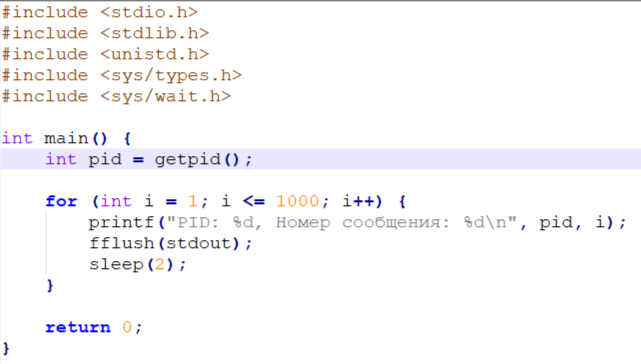 #include <stdio.h>
#include <stdlib.h>
#include <unistd.h>
#include <sys/types.h>
#include <sys/wait.h>

int main() {
    int pid = getpid();

    for (int i = 1; i <= 1000; i++) {
        printf("PID: %d, Номер сообщения: %d\n", pid, i);
        fflush(stdout);
        sleep(2);
    }

    return 0;
}